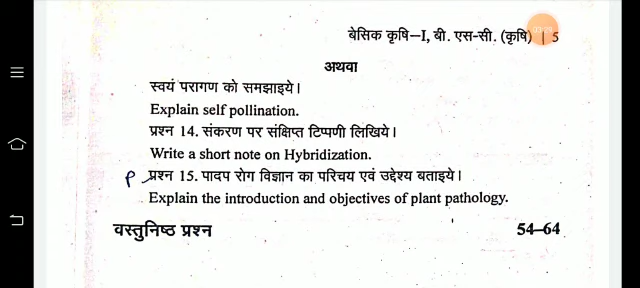 बेसिक कृषि–I, बी. एस-सी. (कृषि) | 5
अथवा
स्वयं परागण को समझाइये।
Explain self pollination.
प्रश्न 14. संकरण पर संक्षिप्त टिप्पणी लिखिये।
Write a short note on Hybridization.
P प्रश्न 15. पादप रोग विज्ञान का परिचय एवं उद्देश्य बताइये।
Explain the introduction and objectives of plant pathology.
वस्तुनिष्ठ प्रश्न 54–64